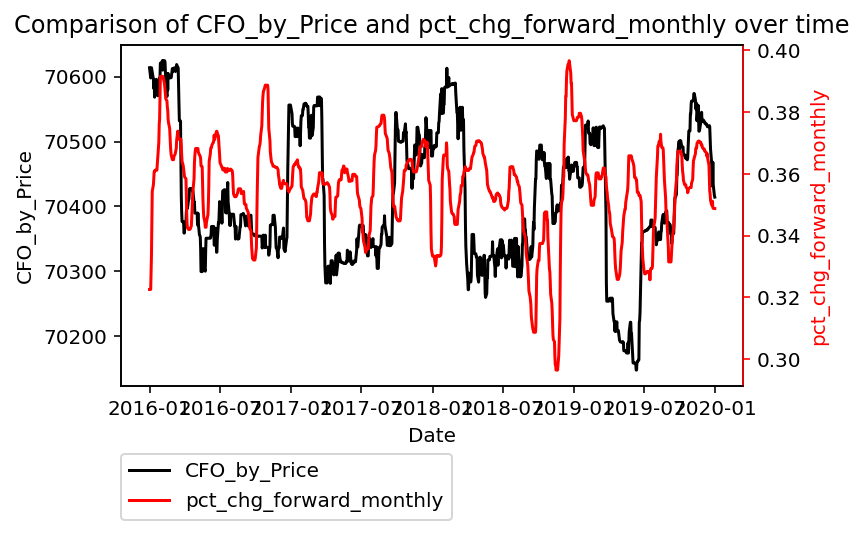 Comparison of CFO_by_Price and pct_chg_forward_monthly over time
CFO_by_Price
70600
70500
70400
70300
70200
0.40
0.38
0.36
0.34
0.32
0.30
pct_chg_forward_monthly
2016-01 2016-07 2017-01 2017-07 2018-01 2018-07 2019-01 2019-07 2020-01
Date
CFO_by_Price
pct_chg_forward_monthly